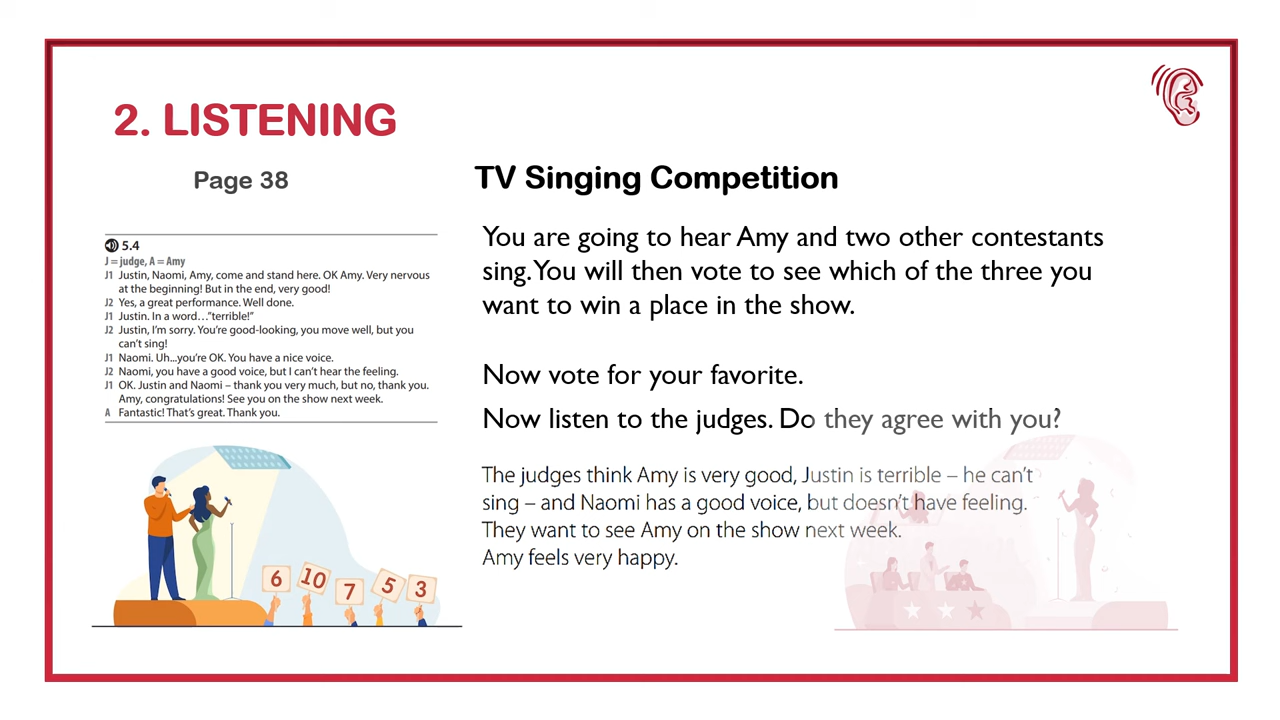 2. LISTENING
Page 38
5.4
J = judge, A = Amy
J1 Justin, Naomi, Amy, come and stand here. OK Amy. Very nervous
at the beginning! But in the end, very good!
J2 Yes, a great performance. Well done.
J1 Justin. In a word…"terrible!"
J2 Justin, I'm sorry. You're good-looking, you move well, but you
can't sing!
J1 Naomi. Uh...you're OK. You have a nice voice.
J2 Naomi, you have a good voice, but I can't hear the feeling.
J1 OK. Justin and Naomi – thank you very much, but no, thank you.
Amy, congratulations! See you on the show next week.
A Fantastic! That's great. Thank you.
6 10 7 5 3
TV Singing Competition
You are going to hear Amy and two other contestants
sing. You will then vote to see which of the three you
want to win a place in the show.
Now vote for your favorite.
Now listen to the judges. Do they agree with you?
The judges think Amy is very good, Justin is terrible – he can't
sing – and Naomi has a good voice, but doesn't have feeling.
They want to see Amy on the show next week.
Amy feels very happy.